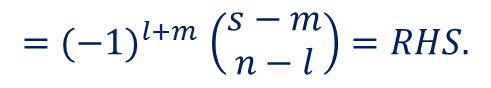 = (−1)^{l+m} \binom{s − m}{n − l} = RHS.